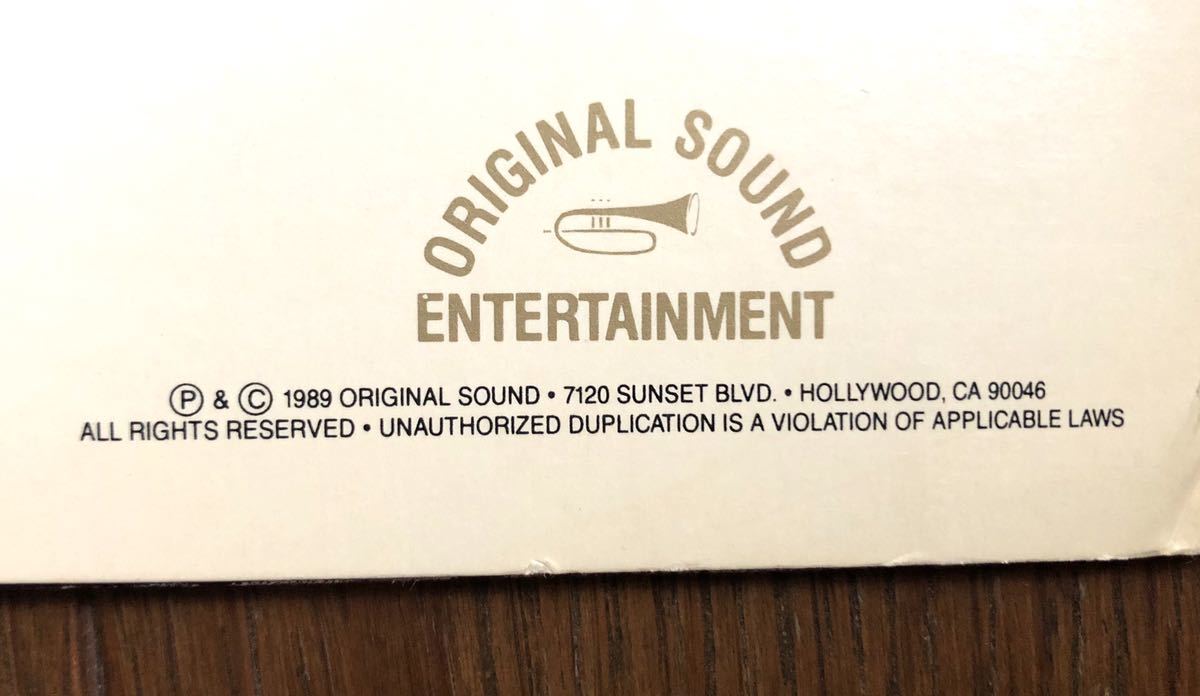 ORIGINAL SOUND
ENTERTAINMENT
Ⓟ & © 1989 ORIGINAL SOUND • 7120 SUNSET BLVD. • HOLLYWOOD, CA 90046
ALL RIGHTS RESERVED • UNAUTHORIZED DUPLICATION IS A VIOLATION OF APPLICABLE LAWS